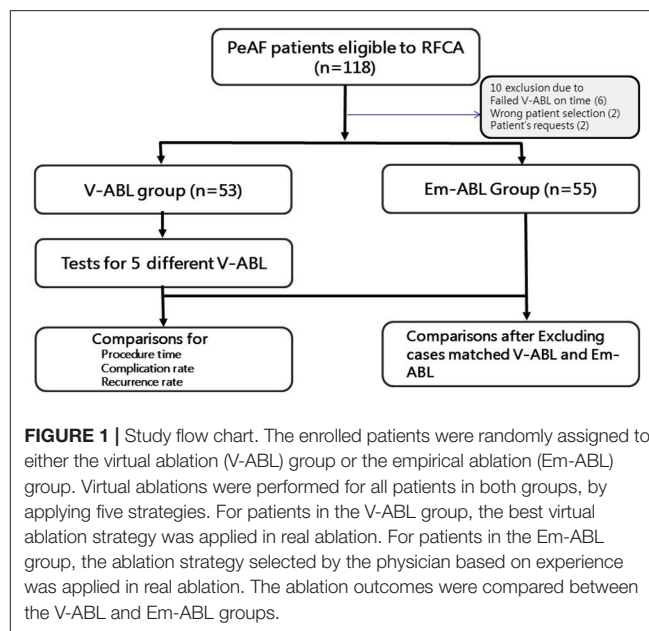 PeAF patients eligible to RFCA
(n=118)
10 exclusion due to
Failed V-ABL on time (6)
Wrong patient selection (2)
Patient's requests (2)
V-ABL group (n=53)
Em-ABL Group (n=55)
Tests for 5 different V-ABL
Comparisons for
Procedure time
Complication rate
Recurrence rate
Comparisons after Excluding
cases matched V-ABL and Em-
ABL
FIGURE 1 | Study flow chart. The enrolled patients were randomly assigned to
either the virtual ablation (V-ABL) group or the empirical ablation (Em-ABL)
group. Virtual ablations were performed for all patients in both groups, by
applying five strategies. For patients in the V-ABL group, the best virtual
ablation strategy was applied in real ablation. For patients in the Em-ABL
group, the ablation strategy selected by the physician based on experience
was applied in real ablation. The ablation outcomes were compared between
the V-ABL and Em-ABL groups.